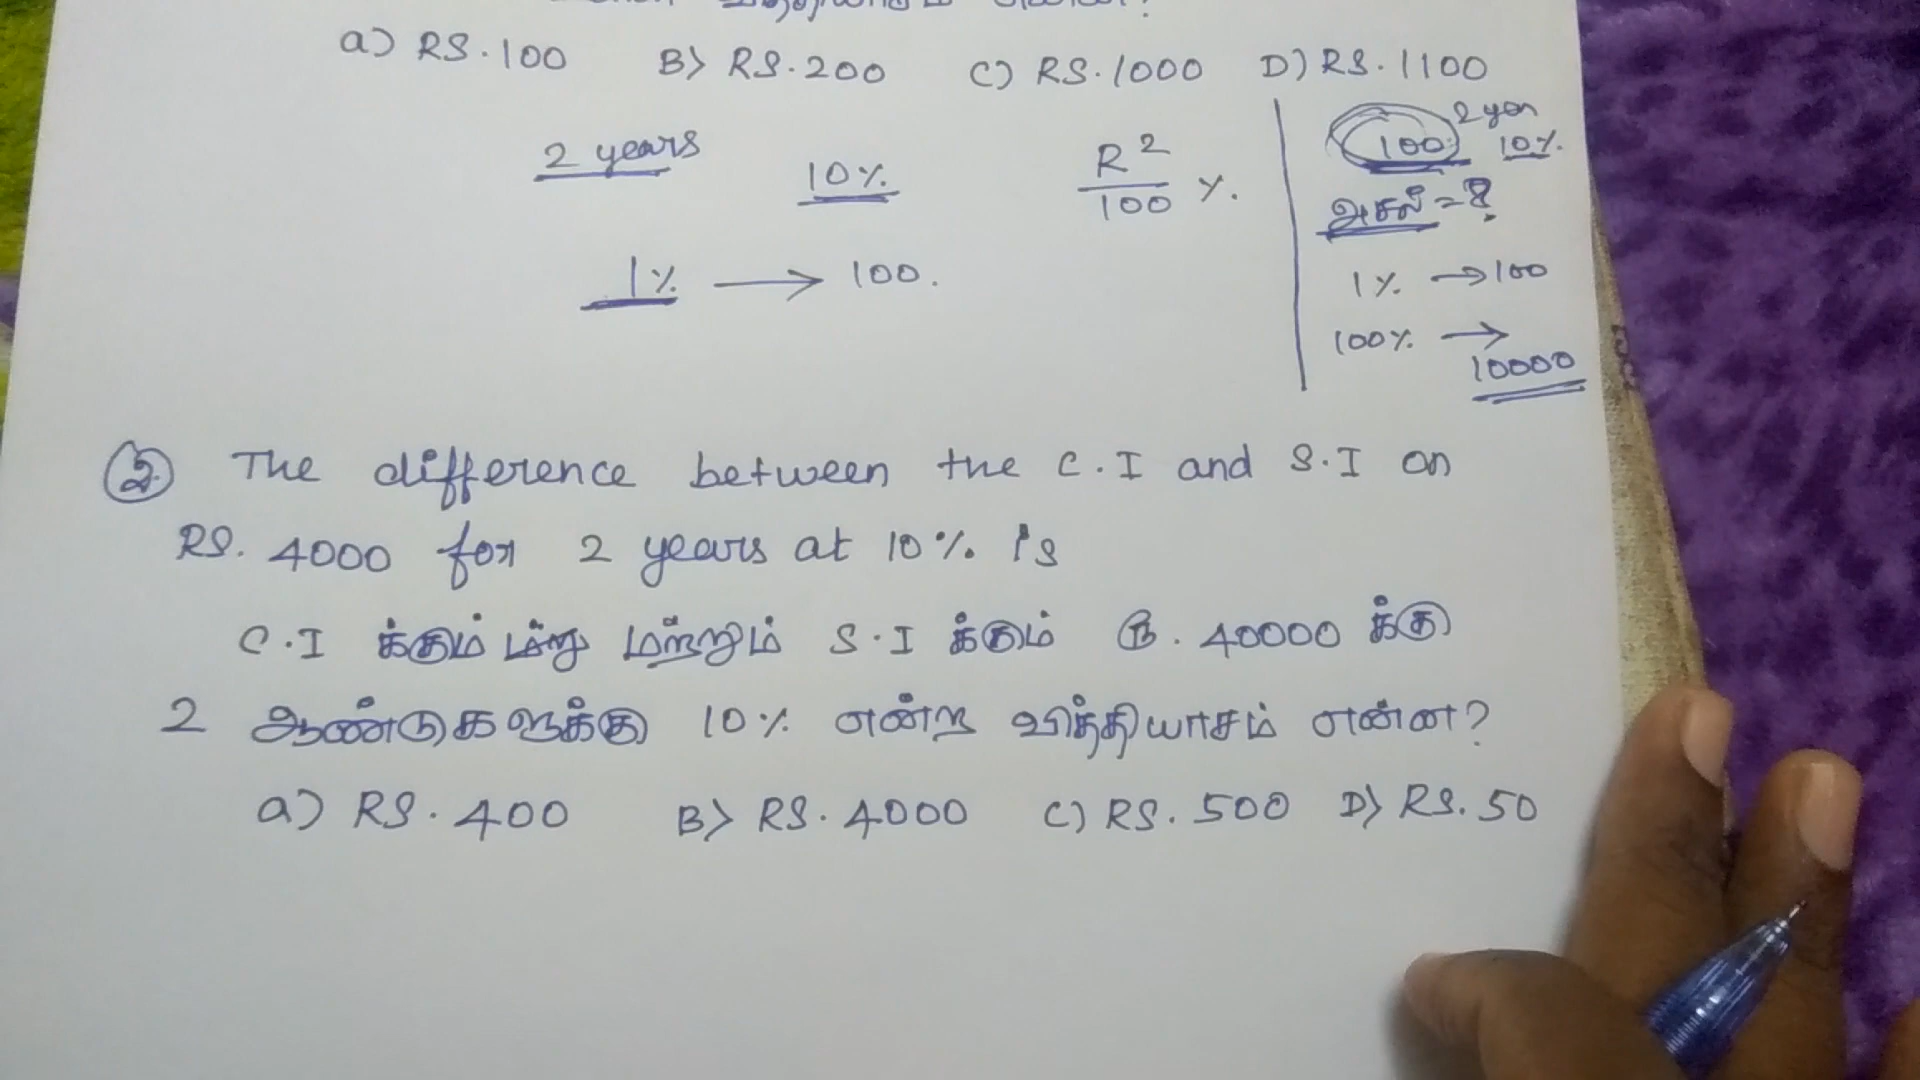 a) RS.100 B) RS.200 C) RS.1000 D) RS.1100
2 years 10% R²/100 %. 100 2 year 10%.
அசல் = ?
1% → 100. 1% → 100
100% → 10000
② The difference between the C.I and S.I on
RS. 4000 for 2 years at 10% is
C.I க்கும் மற்றும் S.I க்கும் ரூ. 40000 க்கு
2 ஆண்டுகளுக்கு 10% என்ற வித்தியாசம் என்ன?
a) RS.400 B) RS.4000 C) RS.500 D) RS.50